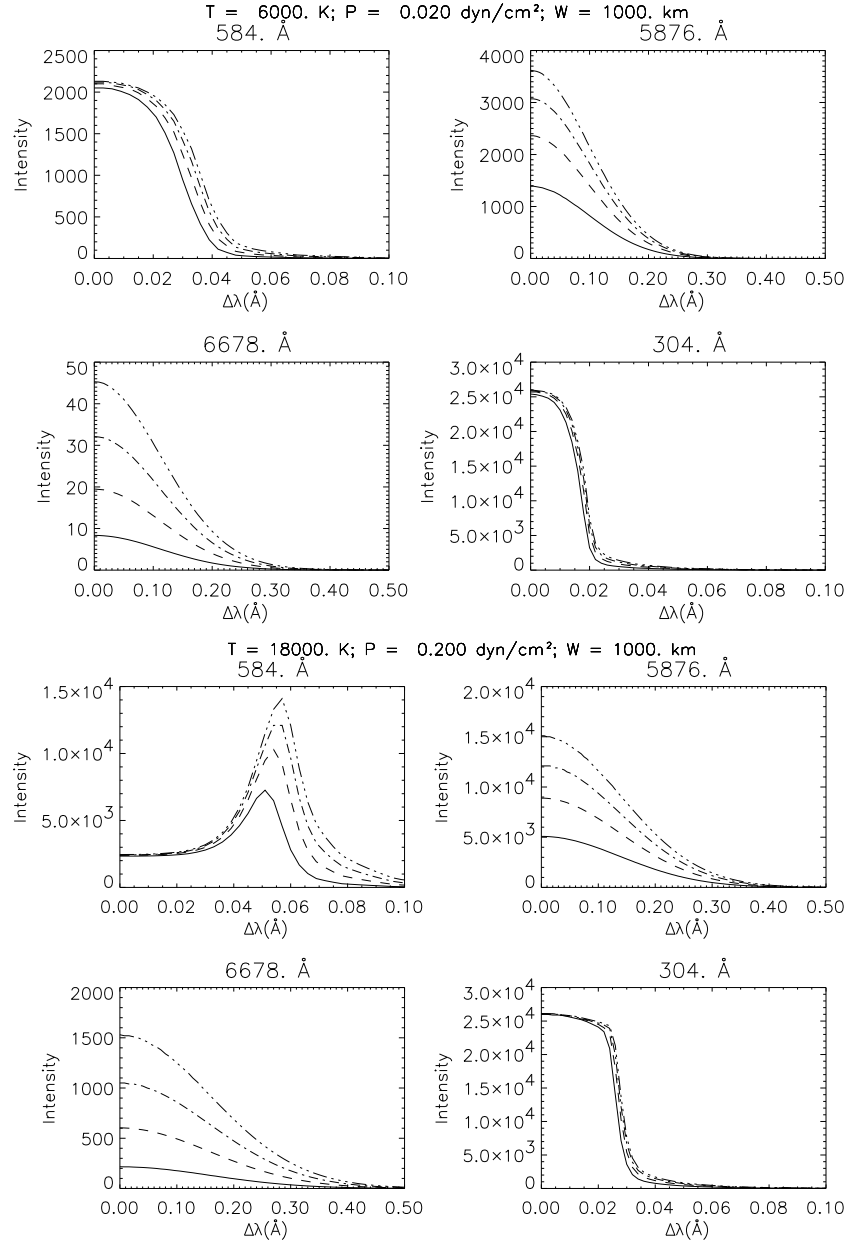 T = 6000. K; P = 0.020 dyn/cm²; W = 1000. km
584. Å
2500
2000
1500
1000
500
0
Intensity
0.00 0.02 0.04 0.06 0.08 0.10
Δλ(Å)
5876. Å
4000
3000
2000
1000
0
Intensity
0.00 0.10 0.20 0.30 0.40 0.50
Δλ(Å)
6678. Å
50
40
30
20
10
0
Intensity
0.00 0.10 0.20 0.30 0.40 0.50
Δλ(Å)
304. Å
3.0×10⁴
2.5×10⁴
2.0×10⁴
1.5×10⁴
1.0×10⁴
5.0×10³
0
Intensity
0.00 0.02 0.04 0.06 0.08 0.10
Δλ(Å)
T = 18000. K; P = 0.200 dyn/cm²; W = 1000. km
584. Å
1.5×10⁴
1.0×10⁴
5.0×10³
0
Intensity
0.00 0.02 0.04 0.06 0.08 0.10
Δλ(Å)
5876. Å
2.0×10⁴
1.5×10⁴
1.0×10⁴
5.0×10³
0
Intensity
0.00 0.10 0.20 0.30 0.40 0.50
Δλ(Å)
6678. Å
2000
1500
1000
500
0
Intensity
0.00 0.10 0.20 0.30 0.40 0.50
Δλ(Å)
304. Å
3.0×10⁴
2.5×10⁴
2.0×10⁴
1.5×10⁴
1.0×10⁴
5.0×10³
0
Intensity
0.00 0.02 0.04 0.06 0.08 0.10
Δλ(Å)